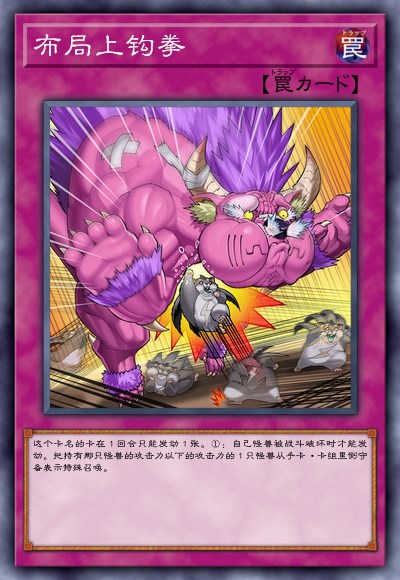 布局上钩拳
トラップ
罠
トラップ
【罠カード】
这个卡名的卡在1回合只能发动1张。①：自己怪兽被战斗破坏时才能发
动。把持有那只怪兽的攻击力以下的攻击力的1只怪兽从手卡·卡组里侧守
备表示特殊召唤。